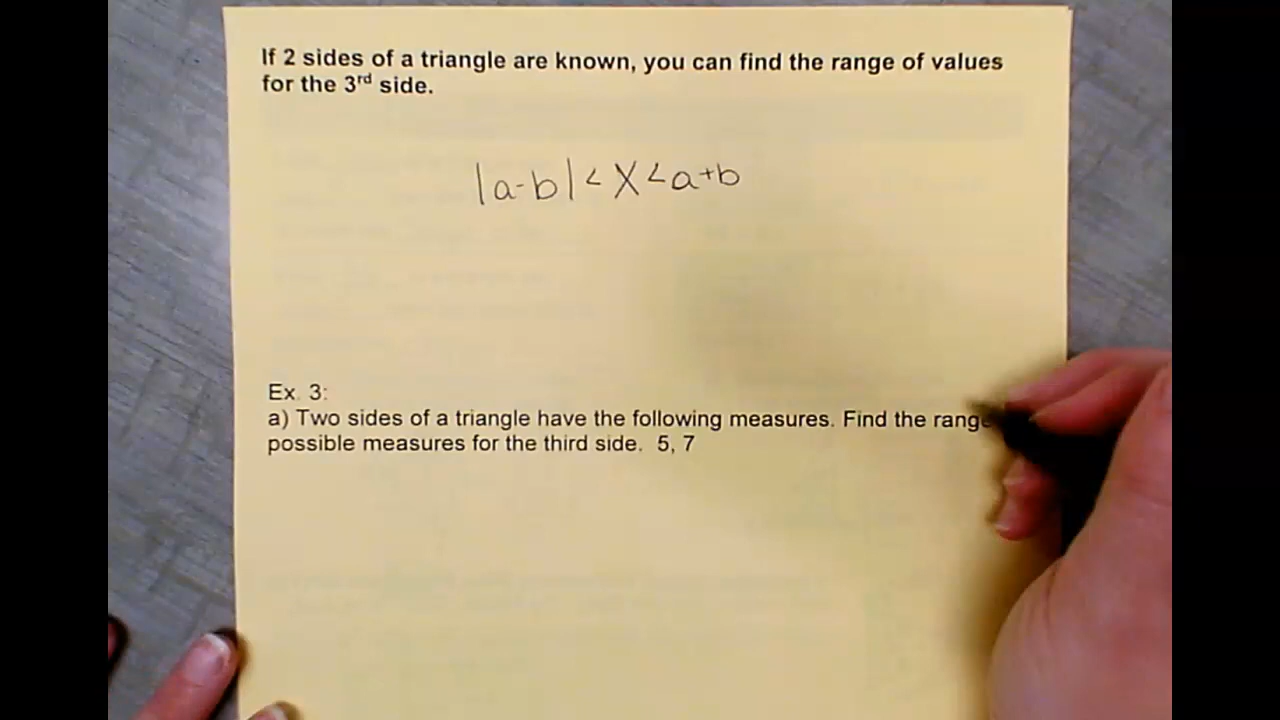 If 2 sides of a triangle are known, you can find the range of values
for the 3rd side.
|a-b| < X < a+b
Ex. 3:
a) Two sides of a triangle have the following measures. Find the range
possible measures for the third side. 5, 7